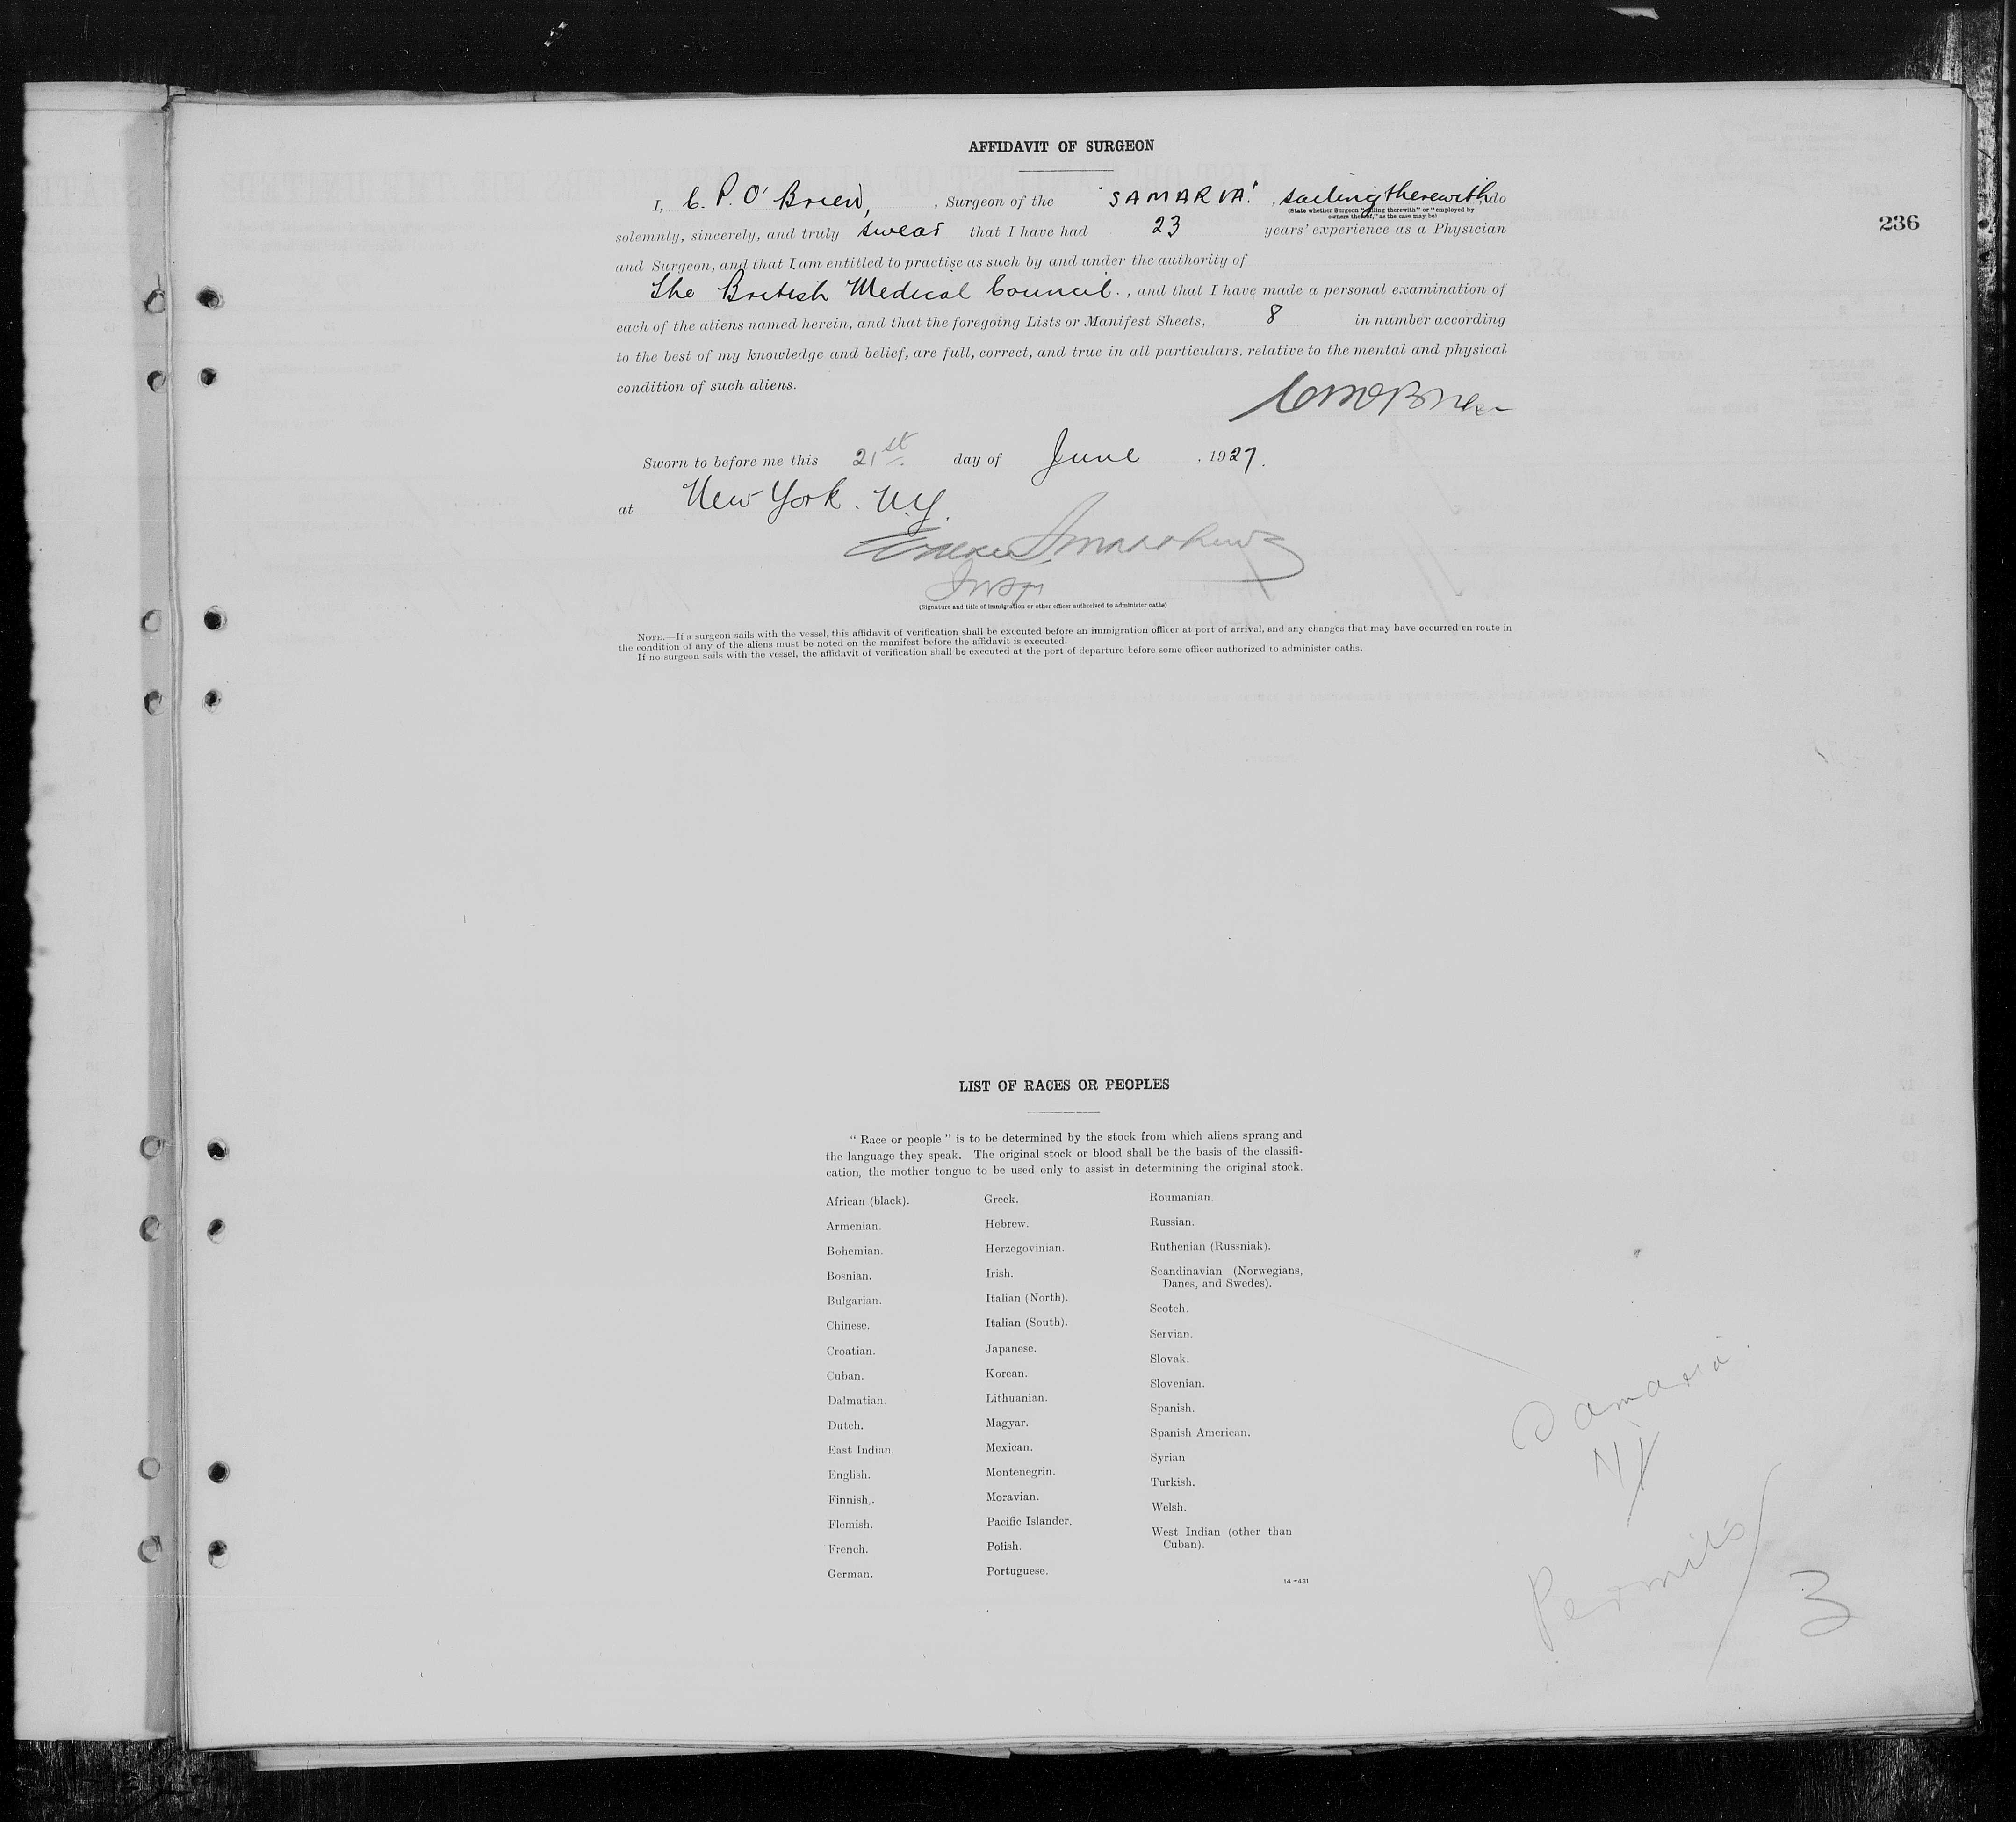 AFFIDAVIT OF SURGEON
I, C. P. O'Brien, , Surgeon of the "SAMARIA." , sailing therewith, do
(State whether Surgeon "sailing therewith" or "employed by
owners thereof," as the case may be)
236
solemnly, sincerely, and truly swear that I have had 23 years' experience as a Physician
and Surgeon, and that I am entitled to practise as such by and under the authority of
The British Medical Council. , and that I have made a personal examination of
each of the aliens named herein, and that the foregoing Lists or Manifest Sheets, 8 in number according
to the best of my knowledge and belief, are full, correct, and true in all particulars. relative to the mental and physical
condition of such aliens.
Sworn to before me this 21st. day of June , 1927.
at New York. N.Y.
Insp
(Signature and title of immigration or other officer authorised to administer oaths)
NOTE.—If a surgeon sails with the vessel, this affidavit of verification shall be executed before an immigration officer at port of arrival, and any changes that may have occurred en route in
the condition of any of the aliens must be noted on the manifest before the affidavit is executed.
If no surgeon sails with the vessel, the affidavit of verification shall be executed at the port of departure before some officer authorized to administer oaths.
LIST OF RACES OR PEOPLES
" Race or people " is to be determined by the stock from which aliens sprang and
the language they speak. The original stock or blood shall be the basis of the classifi-
cation, the mother tongue to be used only to assist in determining the original stock.
African (black).
Armenian.
Bohemian.
Bosnian.
Bulgarian.
Chinese.
Croatian.
Cuban.
Dalmatian.
Dutch.
East Indian.
English.
Finnish.
Flemish.
French.
German.
Greek.
Hebrew.
Herzegovinian.
Irish.
Italian (North).
Italian (South).
Japanese.
Korean.
Lithuanian.
Magyar.
Mexican.
Montenegrin.
Moravian.
Pacific Islander.
Polish.
Portuguese.
Roumanian.
Russian.
Ruthenian (Russniak).
Scandinavian (Norwegians,
Danes, and Swedes).
Scotch.
Servian.
Slovak.
Slovenian.
Spanish.
Spanish American.
Syrian
Turkish.
Welsh.
West Indian (other than
Cuban).
14—431
Samaria.
NY
Permits
3